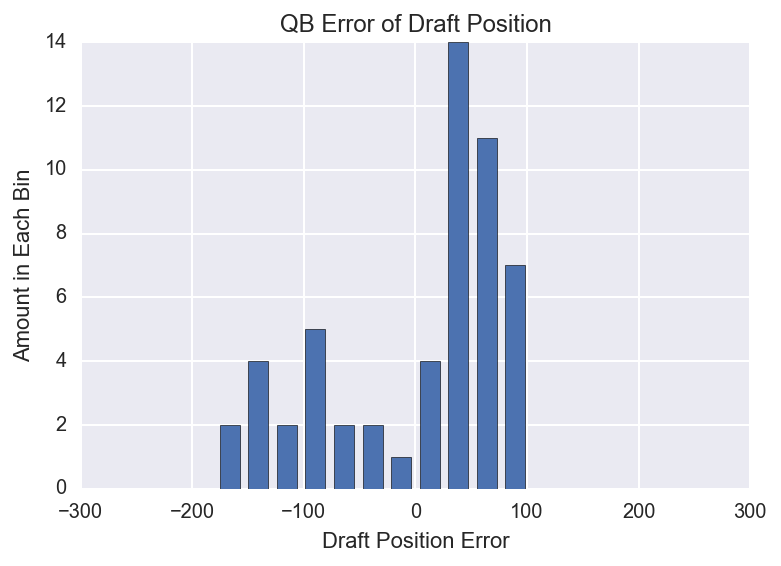 QB Error of Draft Position
14
12
10
8
6
4
2
0
Amount in Each Bin
−300 −200 −100 0 100 200 300
Draft Position Error